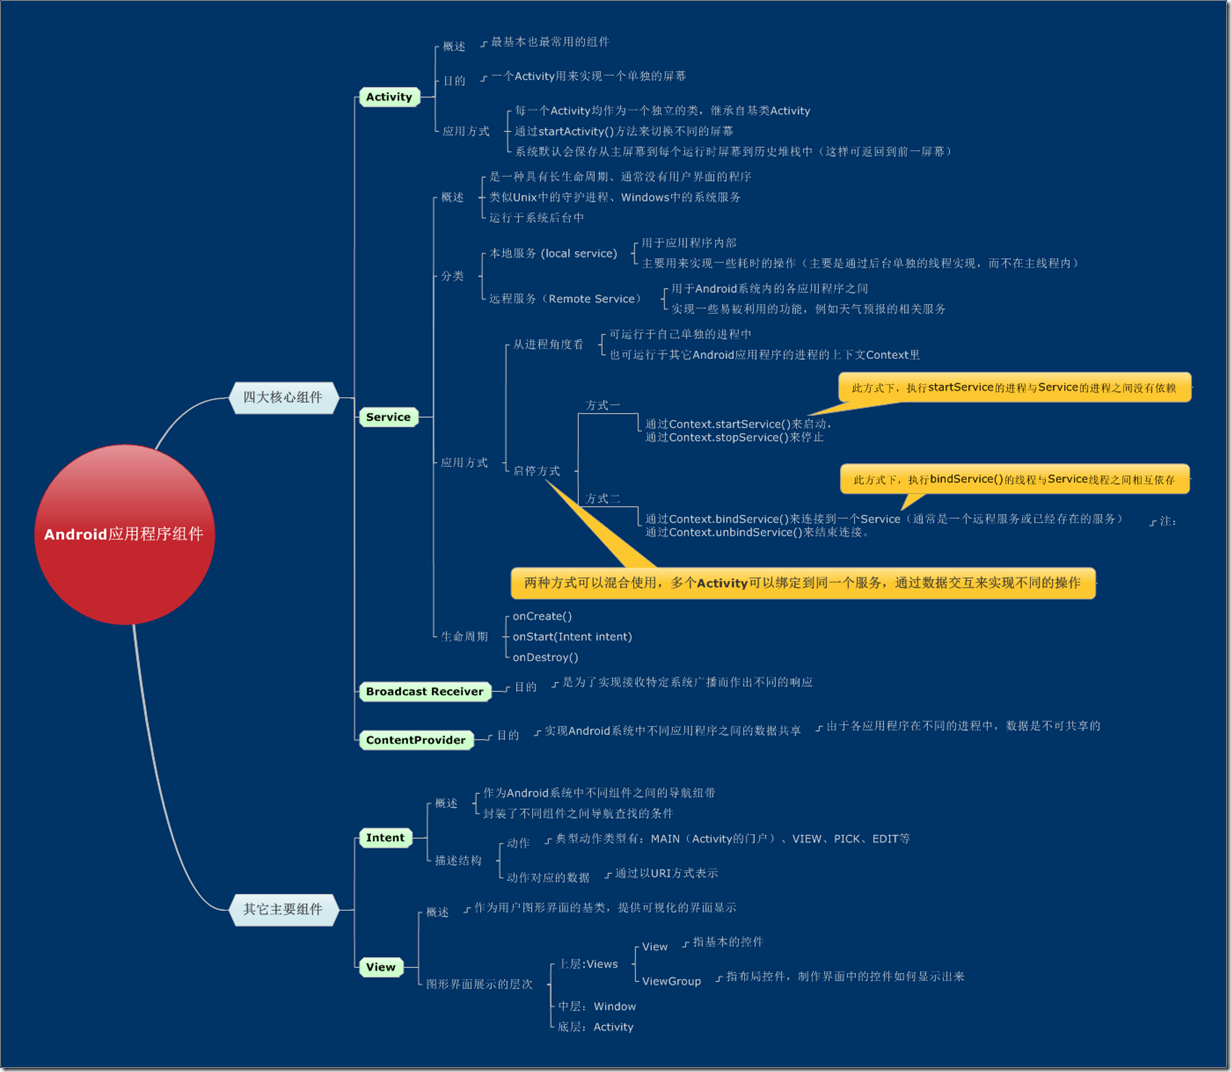 Android应用程序组件
四大核心组件
Activity
概述
最基本也最常用的组件
目的
一个Activity用来实现一个单独的屏幕
应用方式
每一个Activity均作为一个独立的类，继承自基类Activity
通过startActivity()方法来切换不同的屏幕
系统默认会保存从主屏幕到每个运行时屏幕到历史堆栈中（这样可返回到前一屏幕）
Service
概述
是一种具有长生命周期、通常没有用户界面的程序
类似Unix中的守护进程、Windows中的系统服务
运行于系统后台中
分类
本地服务 (local service)
用于应用程序内部
主要用来实现一些耗时的操作（主要是通过后台单独的线程实现，而不在主线程内）
远程服务（Remote Service）
用于Android系统内的各应用程序之间
实现一些易被利用的功能，例如天气预报的相关服务
应用方式
从进程角度看
可运行于自己单独的进程中
也可运行于其它Android应用程序的进程的上下文Context里
启停方式
方式一
通过Context.startService()来启动，
通过Context.stopService()来停止
此方式下，执行startService的进程与Service的进程之间没有依赖
方式二
通过Context.bindService()来连接到一个Service（通常是一个远程服务或已经存在的服务）
通过Context.unbindService()来结束连接。
注：
此方式下，执行bindService()的线程与Service线程之间相互依存
两种方式可以混合使用，多个Activity可以绑定到同一个服务，通过数据交互来实现不同的操作
生命周期
onCreate()
onStart(Intent intent)
onDestroy()
Broadcast Receiver
目的
是为了实现接收特定系统广播而作出不同的响应
ContentProvider
目的
实现Android系统中不同应用程序之间的数据共享
由于各应用程序在不同的进程中，数据是不可共享的
其它主要组件
Intent
概述
作为Android系统中不同组件之间的导航纽带
封装了不同组件之间导航查找的条件
描述结构
动作
典型动作类型有：MAIN（Activity的门户）、VIEW、PICK、EDIT等
动作对应的数据
通过以URI方式表示
View
概述
作为用户图形界面的基类，提供可视化的界面显示
图形界面展示的层次
上层:Views
View
指基本的控件
ViewGroup
指布局控件，制作界面中的控件如何显示出来
中层：Window
底层：Activity